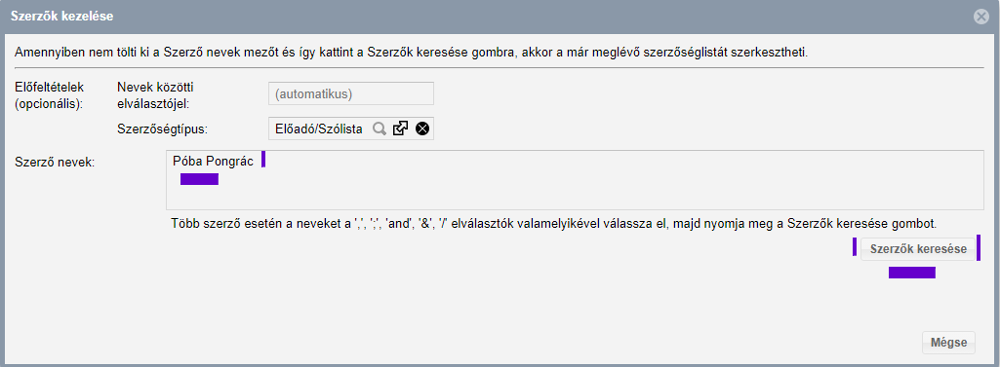 Szerzők kezelése
Amennyiben nem tölti ki a Szerző nevek mezőt és így kattint a Szerzők keresése gombra, akkor a már meglévő szerzőséglistát szerkesztheti.
Előfeltételek (opcionális):
Nevek közötti elválasztójel:
(automatikus)
Szerzőségtípus:
Előadó/Szólista
Szerző nevek:
Póba Pongrác
Több szerző esetén a neveket a ',', ';', 'and', '&', '/' elválasztók valamelyikével válassza el, majd nyomja meg a Szerzők keresése gombot.
Szerzők keresése
Mégse